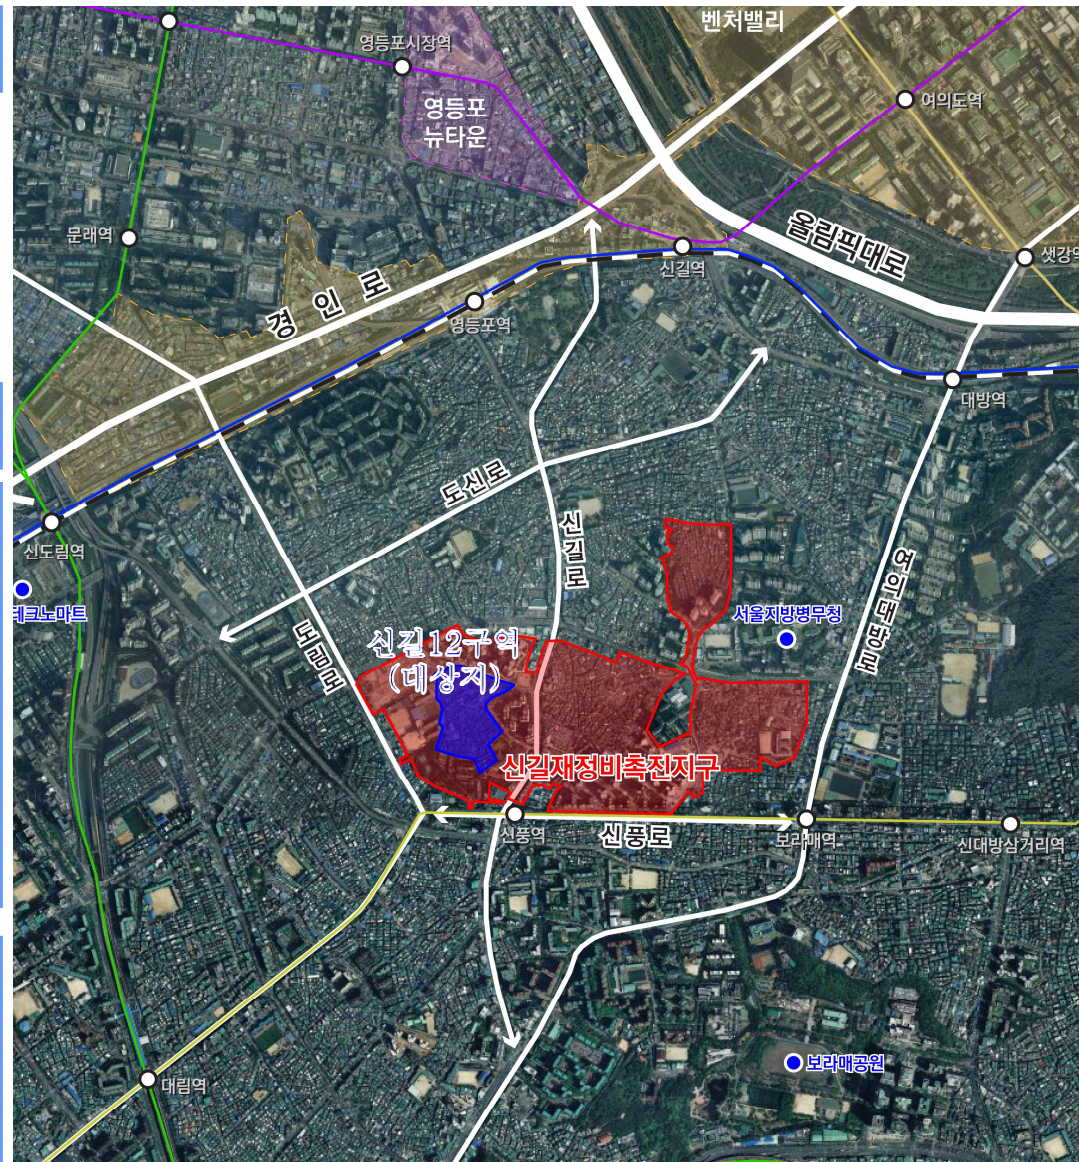 벤처밸리
영등포시장역
영등포
뉴타운
여의도역
문래역
올림픽대로
샛강역
신길역
경인로
영등포역
대방역
도신로
신길로
신도림역
테크노마트
여의대방로
서울지방병무청
도림로
신길12구역
(대상지)
신길재정비촉진지구
신풍역
신풍로
보라매역
신대방삼거리역
보라매공원
대림역